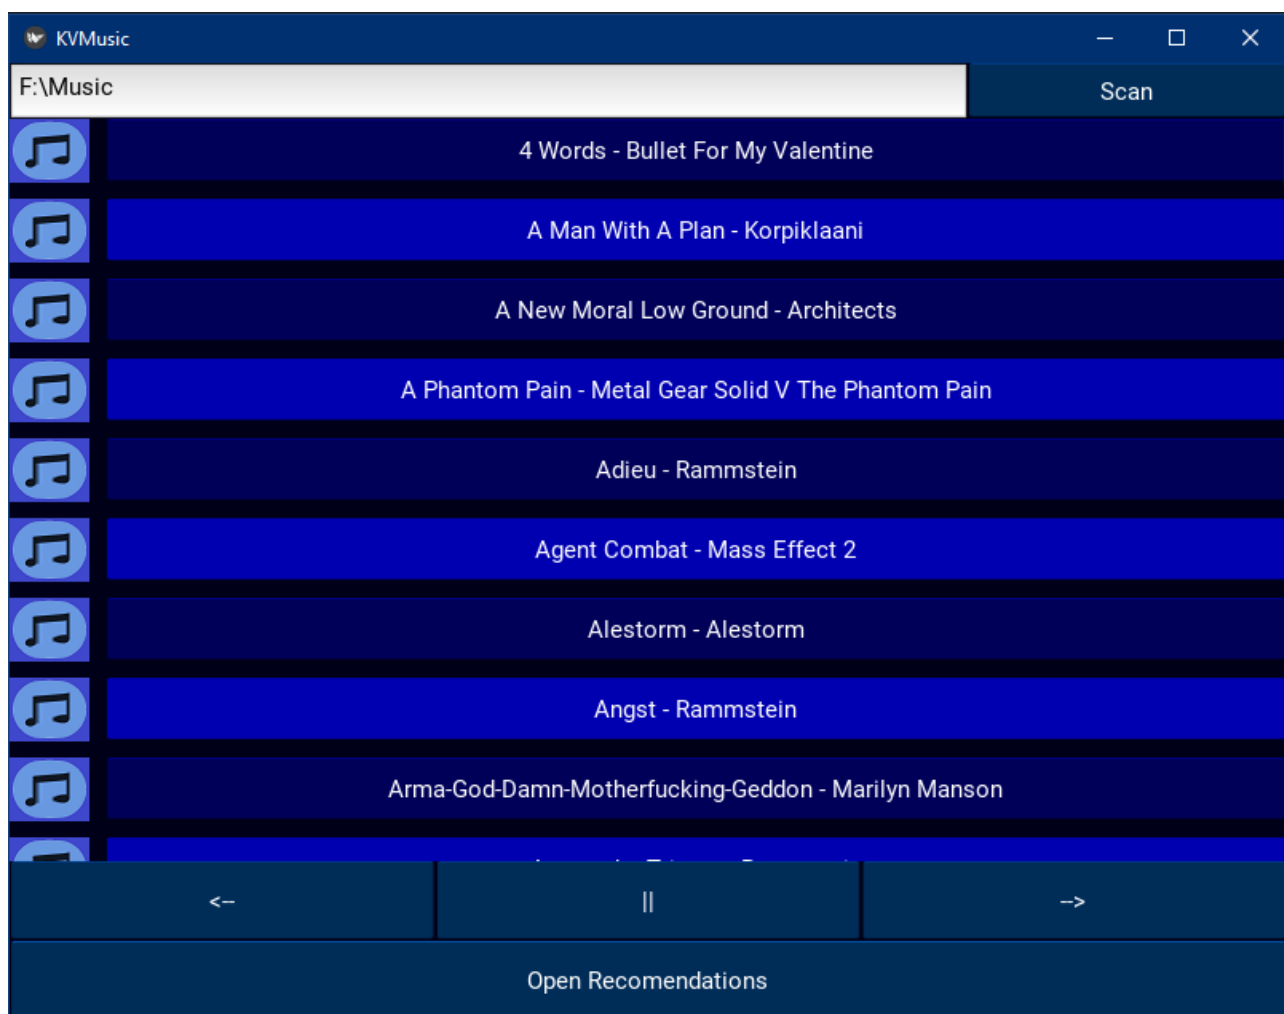 KVMusic
F:\Music
Scan
4 Words - Bullet For My Valentine
A Man With A Plan - Korpiklaani
A New Moral Low Ground - Architects
A Phantom Pain - Metal Gear Solid V The Phantom Pain
Adieu - Rammstein
Agent Combat - Mass Effect 2
Alestorm - Alestorm
Angst - Rammstein
Arma-God-Damn-Motherfucking-Geddon - Marilyn Manson
<-- || -->
Open Recomendations